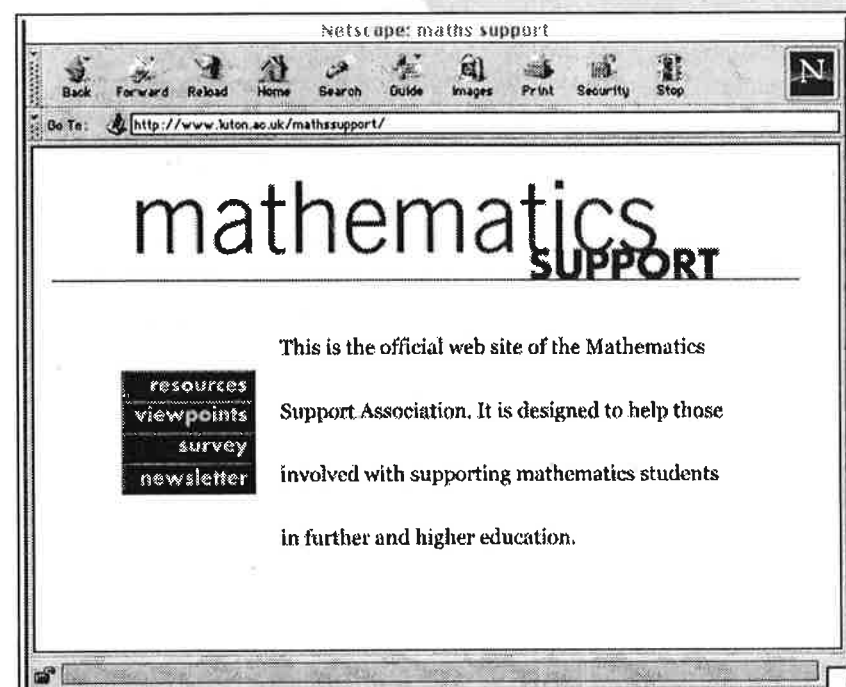 Netscape: maths support
Back Forward Reload Home Search Guide Images Print Security Stop
N
Go To: http://www.luton.ac.uk/mathssupport/
mathematics
SUPPORT
This is the official web site of the Mathematics
Support Association. It is designed to help those
involved with supporting mathematics students
in further and higher education.
resources
viewpoints
survey
newsletter